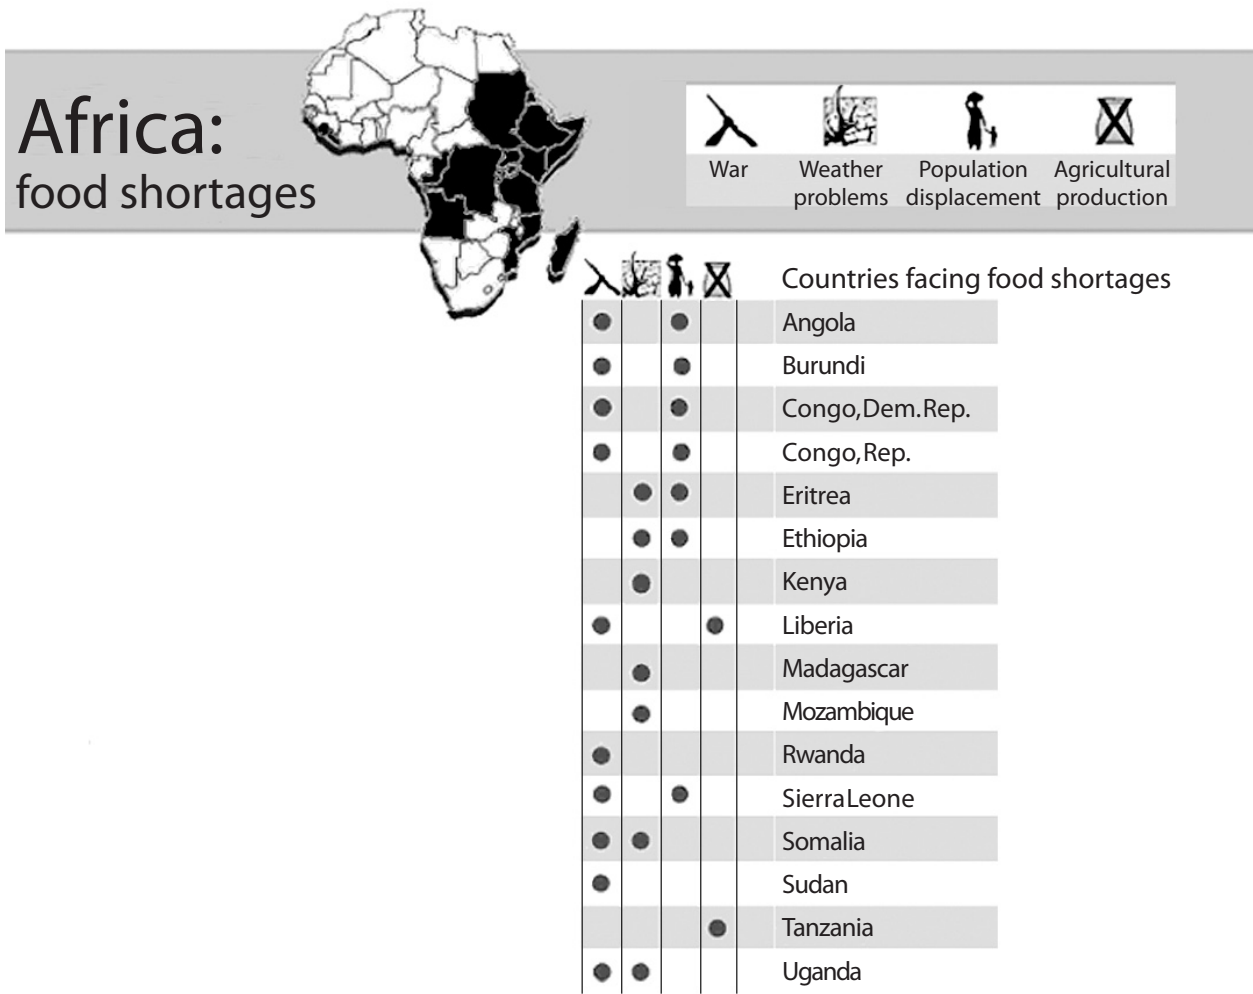 Africa:
food shortages
War
Weather
problems
Population
displacement
Agricultural
production
Countries facing food shortages
Angola
Burundi
Congo,Dem.Rep.
Congo,Rep.
Eritrea
Ethiopia
Kenya
Liberia
Madagascar
Mozambique
Rwanda
SierraLeone
Somalia
Sudan
Tanzania
Uganda